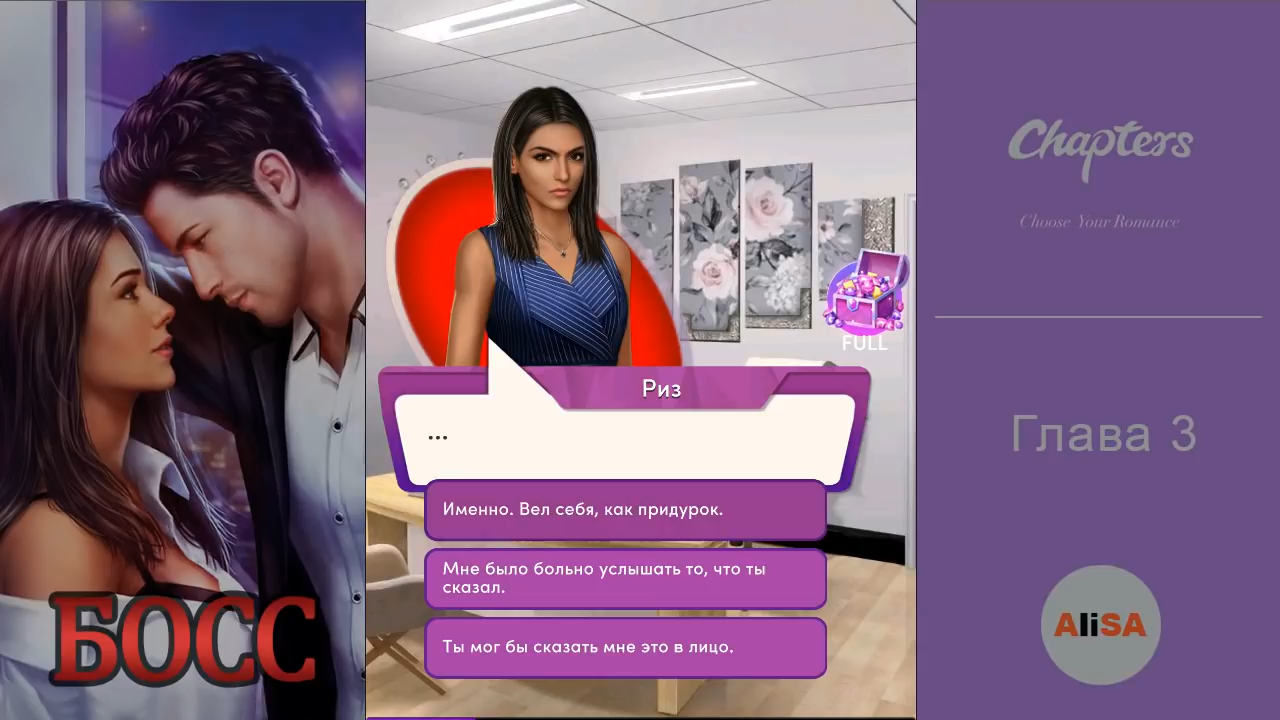 БОСС
FULL
Риз
...
Именно. Вел себя, как придурок.
Мне было больно услышать то, что ты
сказал.
Ты мог бы сказать мне это в лицо.
Chapters
Choose Your Romance
Глава 3
AliSA